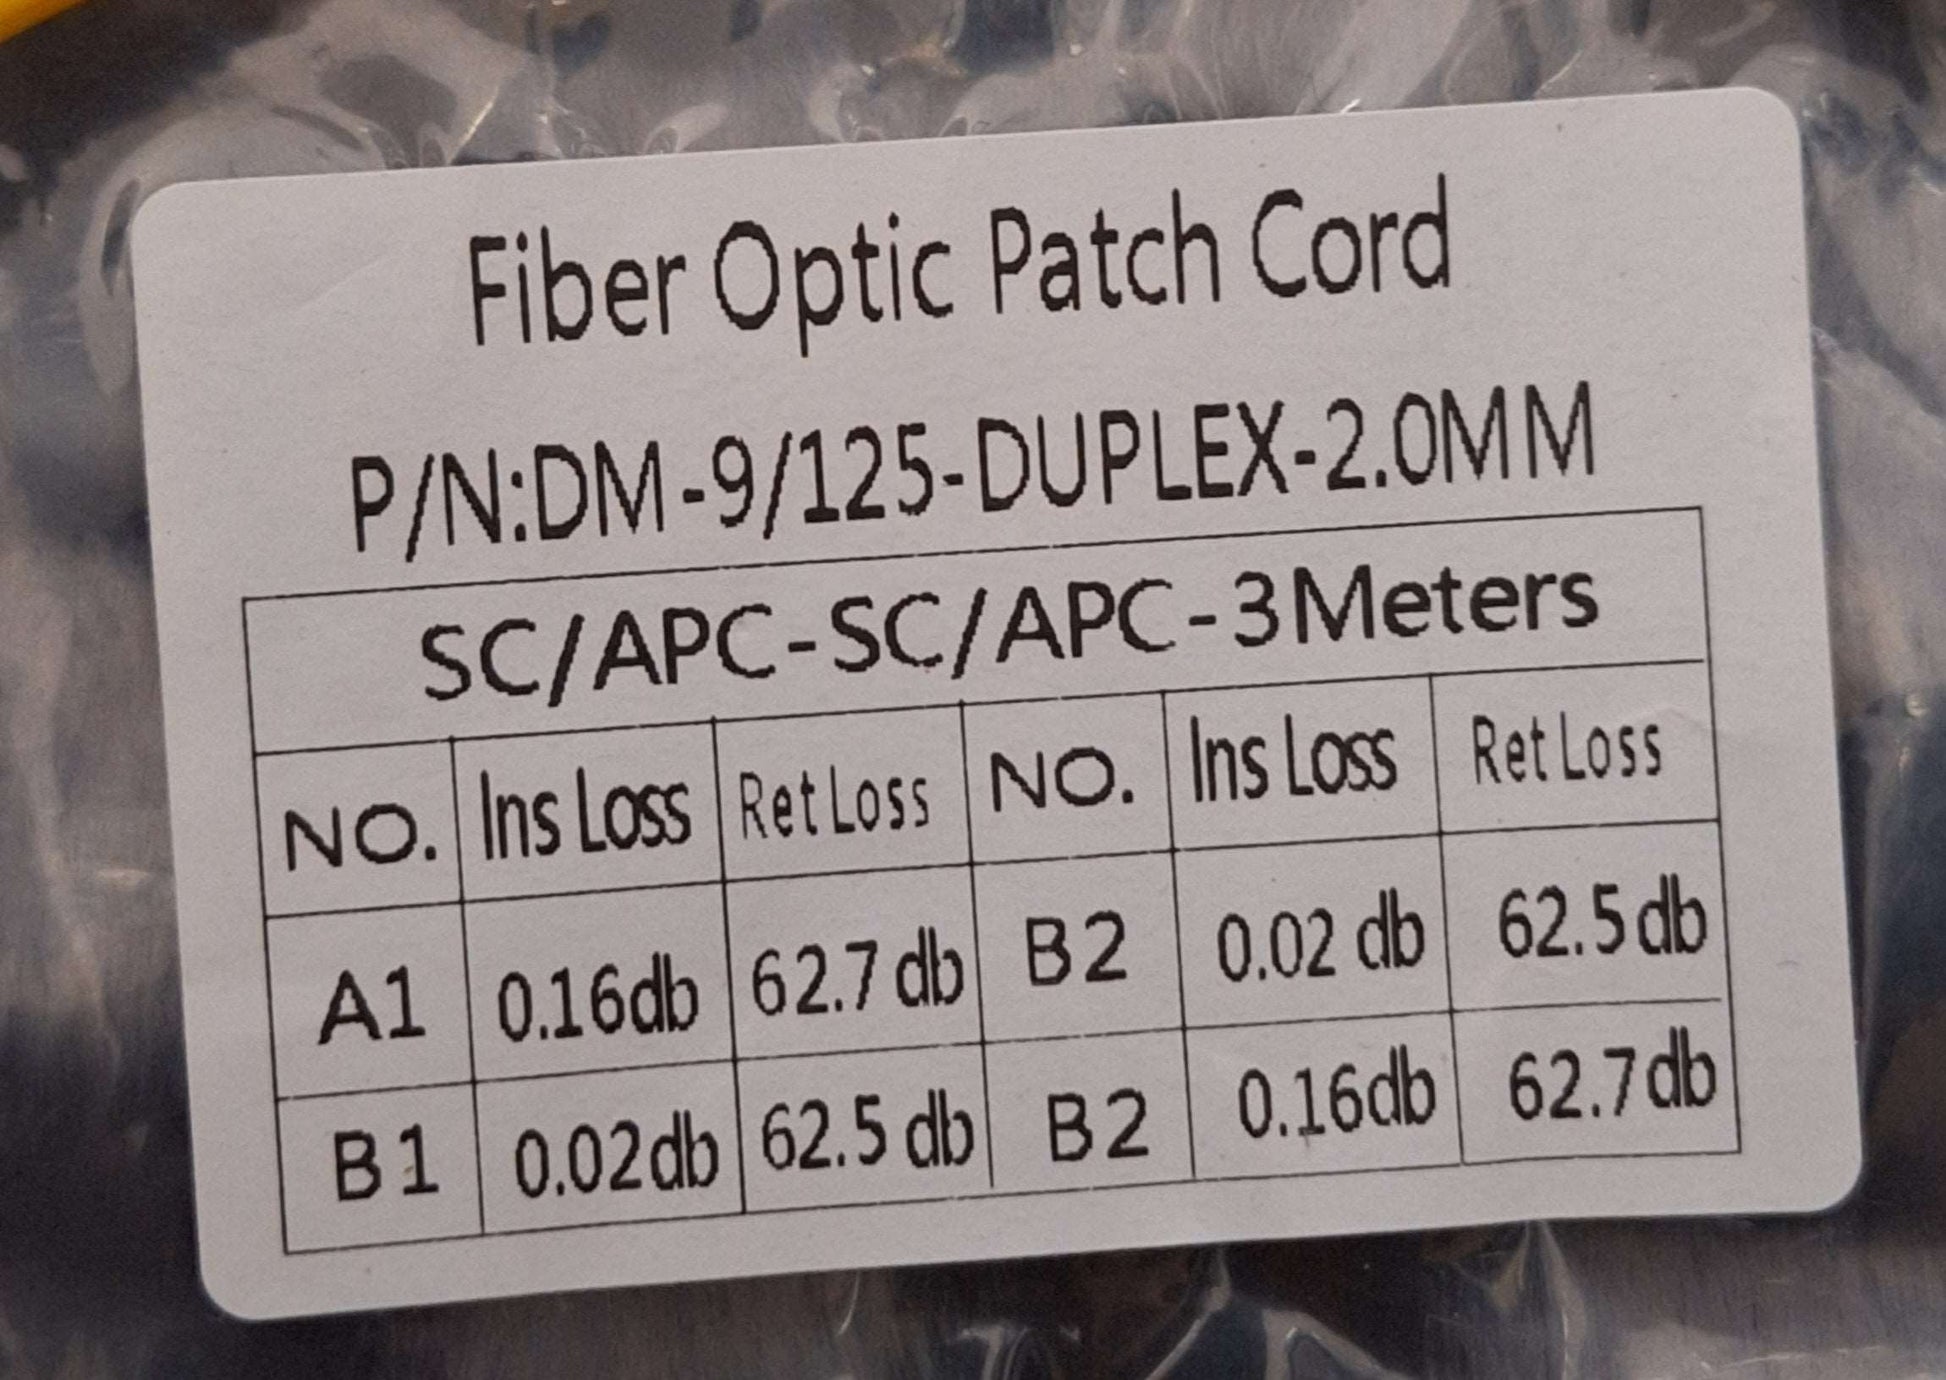 Fiber Optic Patch Cord
P/N:DM-9/125-DUPLEX-2.0MM
SC/APC-SC/APC-3Meters
NO. Ins Loss Ret Loss NO. Ins Loss Ret Loss
A1 0.16db 62.7 db B2 0.02 db 62.5 db
B1 0.02db 62.5 db B2 0.16db 62.7 db